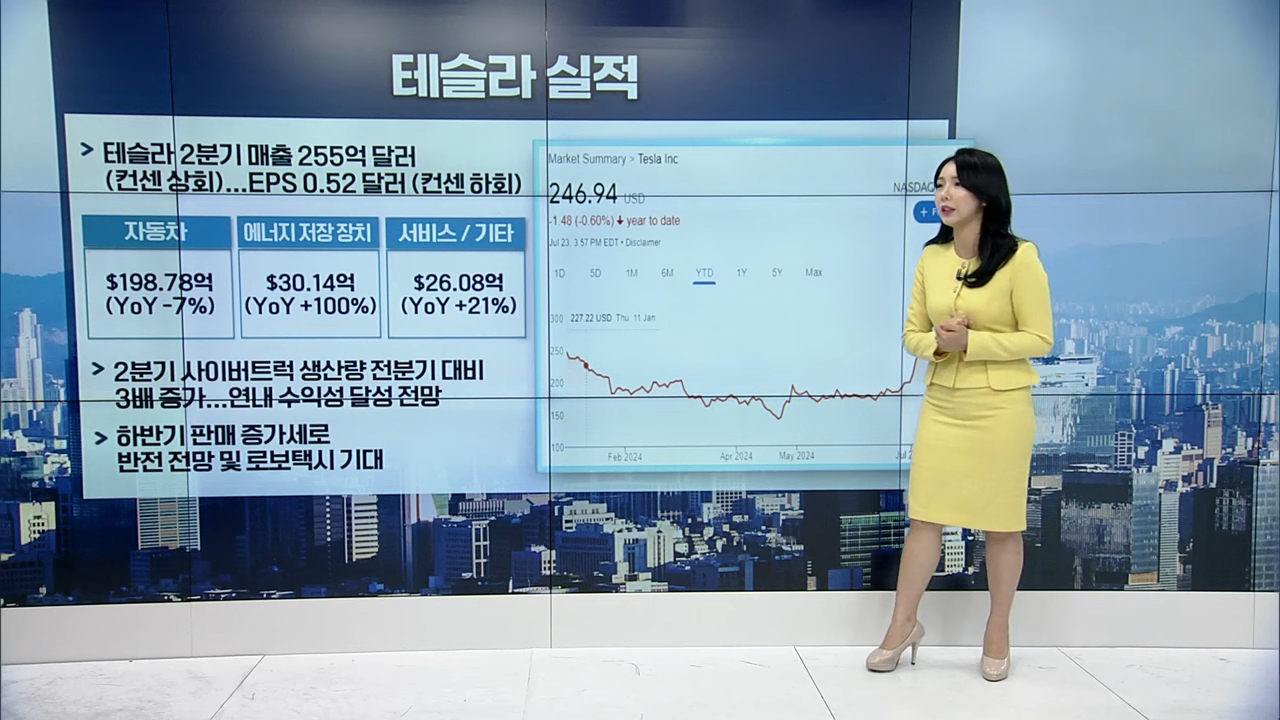 테슬라 실적
> 테슬라 2분기 매출 255억 달러
(컨센 상회)...EPS 0.52 달러 (컨센 하회)
자동차
$198.78억
(YoY -7%)
에너지 저장 장치
$30.14억
(YoY +100%)
서비스 / 기타
$26.08억
(YoY +21%)
> 2분기 사이버트럭 생산량 전분기 대비
3배 증가...연내 수익성 달성 전망
> 하반기 판매 증가세로
반전 전망 및 로보택시 기대
Market Summary > Tesla Inc
246.94 USD
NASDAQ
-1.48 (-0.60%) ↓ year to date
+ F
Jul 23, 3:57 PM EDT • Disclaimer
1D 5D 1M 6M YTD 1Y 5Y Max
300
227.22 USD Thu 11 Jan
250
200
150
100
Feb 2024 Apr 2024 May 2024 Jul 2